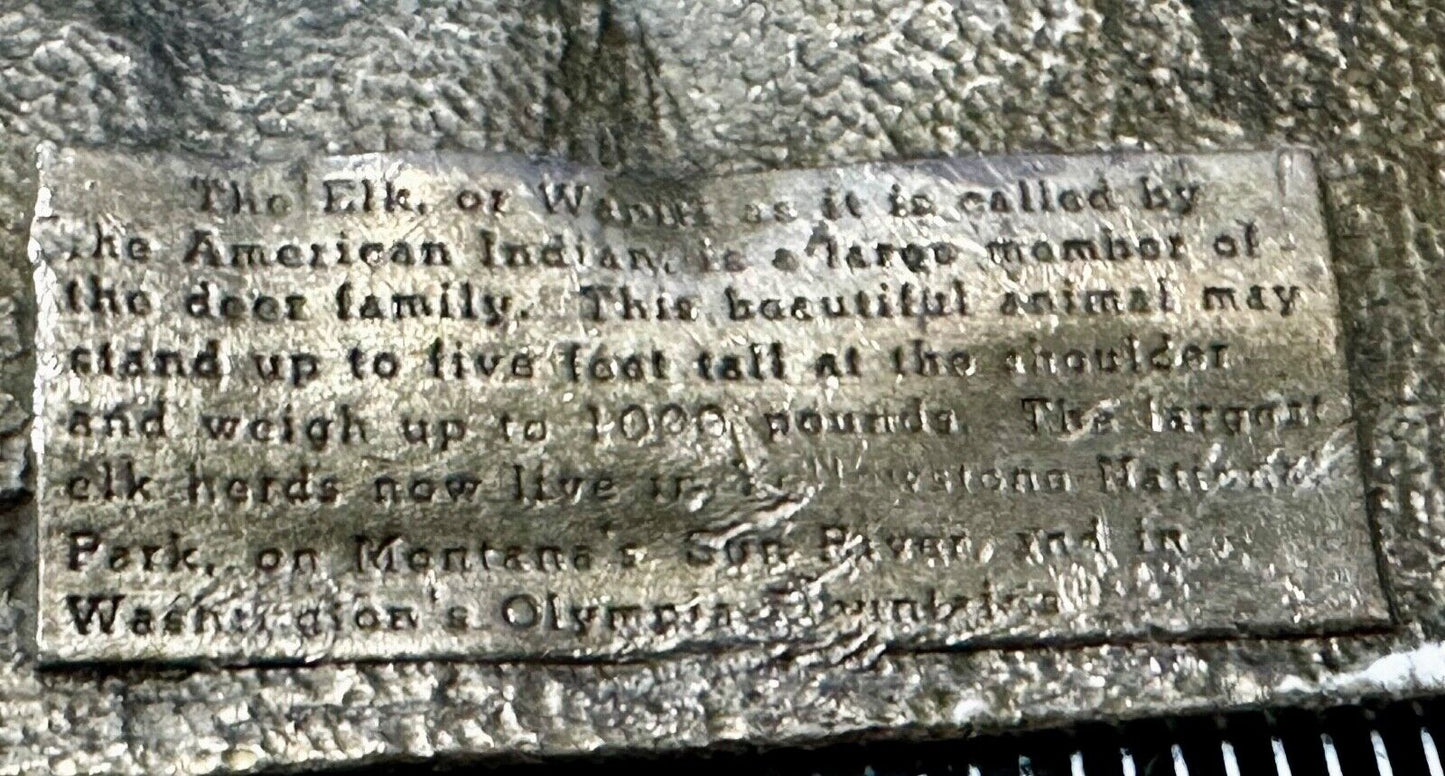 The Elk, or Wapiti as it is called by
the American Indian, is a large member of
the deer family. This beautiful animal may
stand up to five feet tall at the shoulder
and weigh up to 1000 pounds. The largest
elk herds now live in Yellowstone National
Park, on Montana's Sun River, and in
Washington's Olympic Mountains